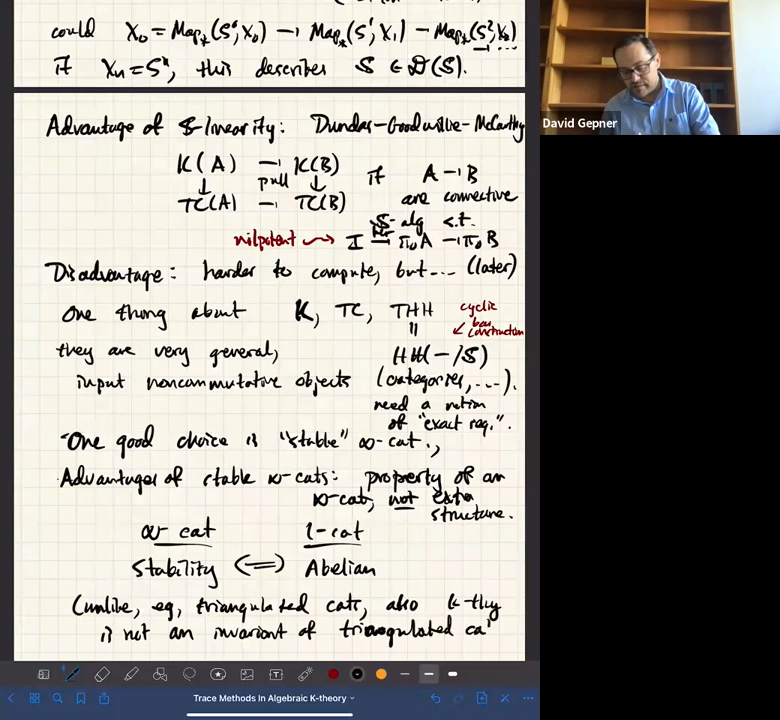 could X₀ = Map_*(S⁰, X₀) → Map_*(S¹, X₁) → Map_*(S², X₂) → ...
if Xₙ = Sⁿ, this describes S ∈ D(S).
David Gepner
Advantage of S-linearity: Dundas-Goodwillie-McCarthy
K(A) → K(B) if A → B
↓ pull ↓ are connective
TC(A) → TC(B) S-alg s.t.
nilpotent I → π₀A → π₀B
Disadvantage: harder to compute, but... (later)
One thing about K, TC, THH cyclic
|| bar construction
they are very general, HH(-/S)
input noncommutative objects (categories, ...).
need a notion
of "exact seq.".
One good choice is "stable" ∞-cat.,
Advantages of stable ∞-cats: property of an
∞-cat, not extra
structure.
∞-cat 1-cat
Stability ⟺ Abelian
(unlike, eg, triangulated cats, also K-thy
is not an invariant of triangulated ca
Trace Methods In Algebraic K-theory